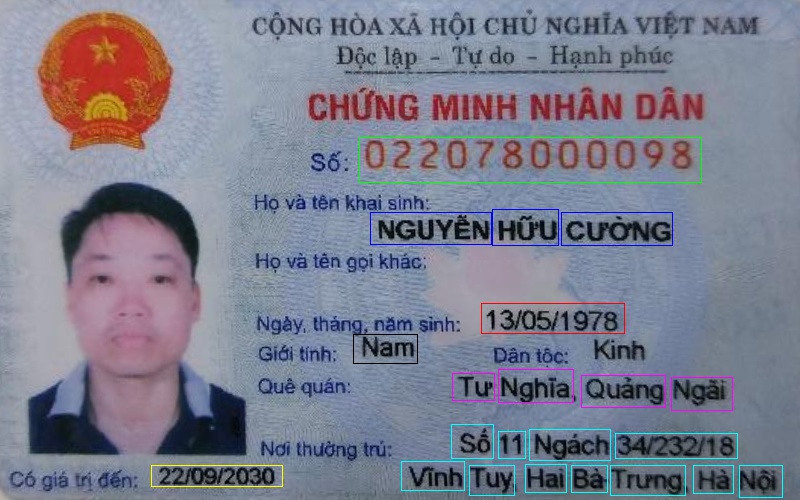 CỘNG HÒA XÃ HỘI CHỦ NGHĨA VIỆT NAM
Độc lập - Tự do - Hạnh phúc
CHỨNG MINH NHÂN DÂN
Số: 022078000098
Họ và tên khai sinh:
NGUYỄN HỮU CƯỜNG
Họ và tên gọi khác:
Ngày, tháng, năm sinh: 13/05/1978
Giới tính: Nam Dân tộc: Kinh
Quê quán: Tư Nghĩa, Quảng Ngãi
Nơi thường trú: Số 11 Ngách 34/232/18
Có giá trị đến: 22/09/2030 Vĩnh Tuy, Hai Bà Trưng, Hà Nội